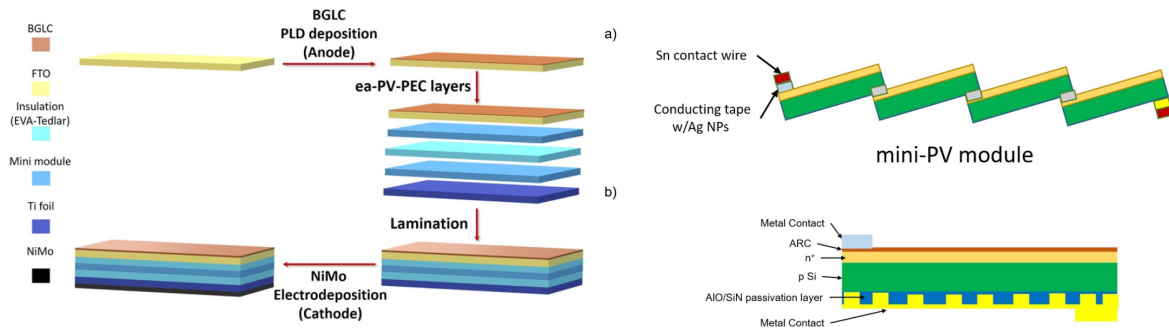 BGLC
FTO
Insulation
(EVA-Tedlar)
Mini module
Ti foil
NiMo
BGLC
PLD deposition
(Anode)
ea-PV-PEC layers
Lamination
NiMo
Electrodeposition
(Cathode)
a)
Sn contact wire
Conducting tape
w/Ag NPs
mini-PV module
b)
Metal Contact
ARC
n⁺
p Si
AlO/SiN passivation layer
Metal Contact